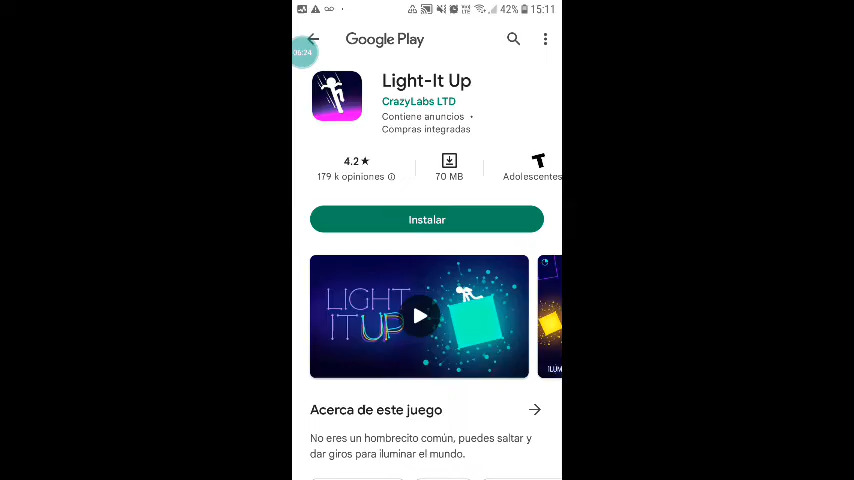 42% 15:11
06:24
Google Play
Light-It Up
CrazyLabs LTD
Contiene anuncios •
Compras integradas
4.2★
179 k opiniones
70 MB
T
Adolescentes
Instalar
LIGHT
IT UP
Acerca de este juego
No eres un hombrecito común, puedes saltar y
dar giros para iluminar el mundo.